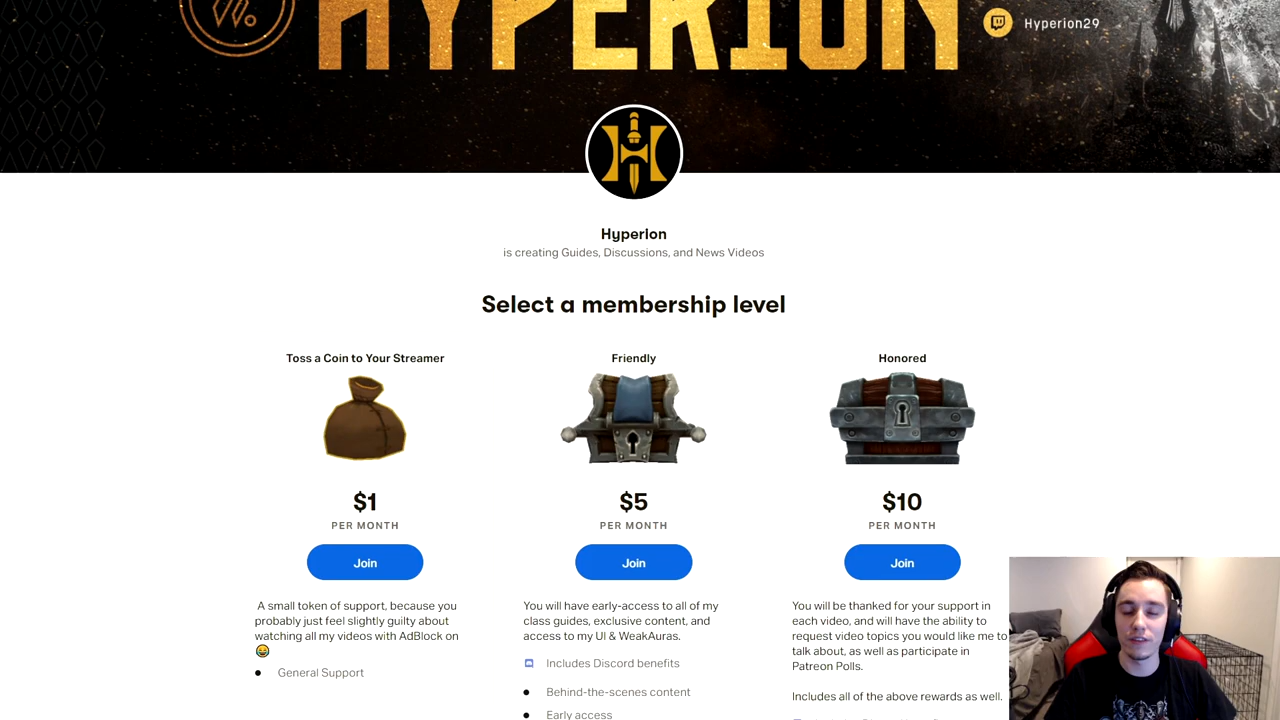 HYPERION
Hyperion29
Hyperion
is creating Guides, Discussions, and News Videos
Select a membership level
Toss a Coin to Your Streamer
$1
PER MONTH
Join
A small token of support, because you
probably just feel slightly guilty about
watching all my videos with AdBlock on
😂
General Support
Friendly
$5
PER MONTH
Join
You will have early-access to all of my
class guides, exclusive content, and
access to my UI & WeakAuras.
Includes Discord benefits
Behind-the-scenes content
Early access
Honored
$10
PER MONTH
Join
You will be thanked for your support in
each video, and will have the ability to
request video topics you would like me to
talk about, as well as participate in
Patreon Polls.
Includes all of the above rewards as well.